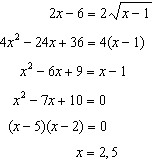 2x − 6 = 2√(x − 1)
4x² − 24x + 36 = 4(x − 1)
x² − 6x + 9 = x − 1
x² − 7x + 10 = 0
(x − 5)(x − 2) = 0
x = 2, 5